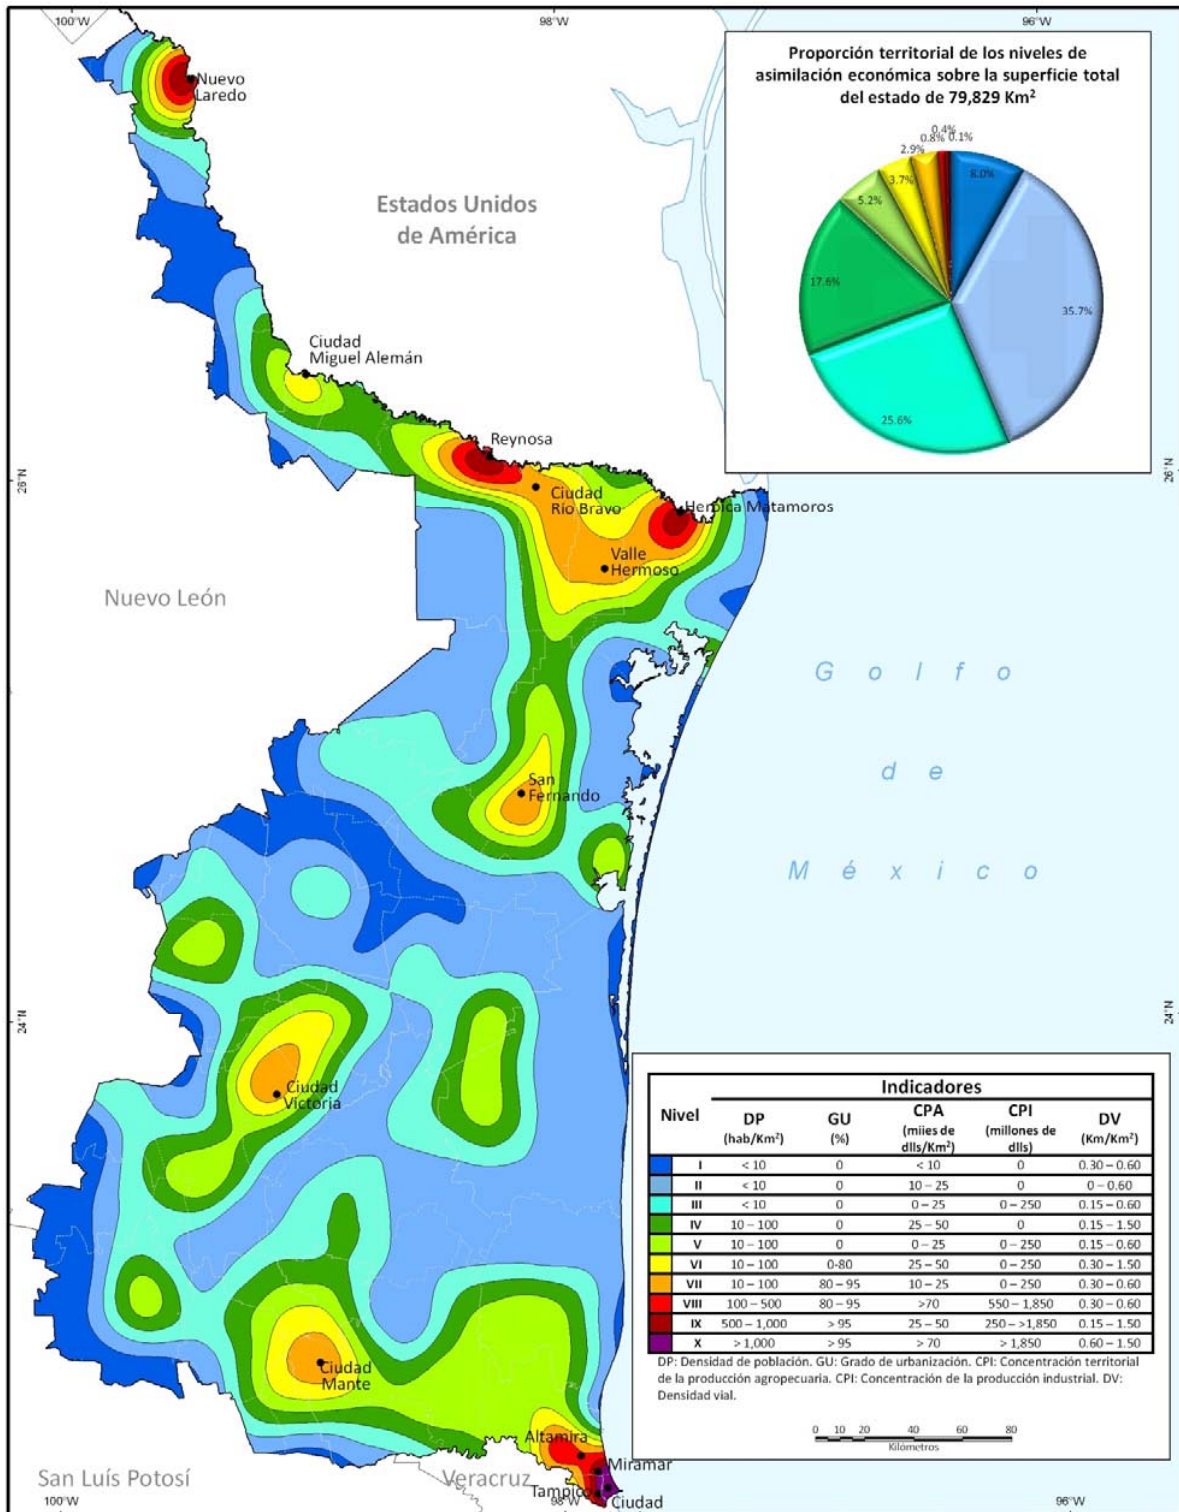 100°W
98°W
96°W
Proporción territorial de los niveles de
asimilación económica sobre la superficie total
del estado de 79,829 Km²
0.4%
0.8%
0.1%
2.9%
3.7%
5.2%
8.0%
17.6%
35.7%
25.6%
Nuevo
Laredo
Estados Unidos
de América
Ciudad
Miguel Alemán
Reynosa
26°N
26°N
Ciudad
Río Bravo
Heroica Matamoros
Valle
Hermoso
Nuevo León
Golfo
de
México
San
Fernando
24°N
24°N
Ciudad
Victoria
Ciudad
Mante
Altamira
Miramar
Tampico
Ciudad
San Luís Potosí
Veracruz
100°W
98°W
96°W
Indicadores
Nivel DP (hab/Km²) GU (%) CPA (miies de dlls/Km²) CPI (millones de dlls) DV (Km/Km²)
I < 10 0 < 10 0 0.30 – 0.60
II < 10 0 10 – 25 0 0 – 0.60
III < 10 0 0 – 25 0 – 250 0.15 – 0.60
IV 10 – 100 0 25 – 50 0 0.15 – 1.50
V 10 – 100 0 0 – 25 0 – 250 0.15 – 0.60
VI 10 – 100 0-80 25 – 50 0 – 250 0.30 – 1.50
VII 10 – 100 80 – 95 10 – 25 0 – 250 0.30 – 0.60
VIII 100 – 500 80 – 95 >70 550 – 1,850 0.30 – 0.60
IX 500 – 1,000 > 95 25 – 50 250 – >1,850 0.15 – 1.50
X > 1,000 > 95 > 70 > 1,850 0.60 – 1.50
DP: Densidad de población. GU: Grado de urbanización. CPI: Concentración territorial
de la producción agropecuaria. CPI: Concentración de la producción industrial. DV:
Densidad vial.
0 10 20 40 60 80
Kilómetros